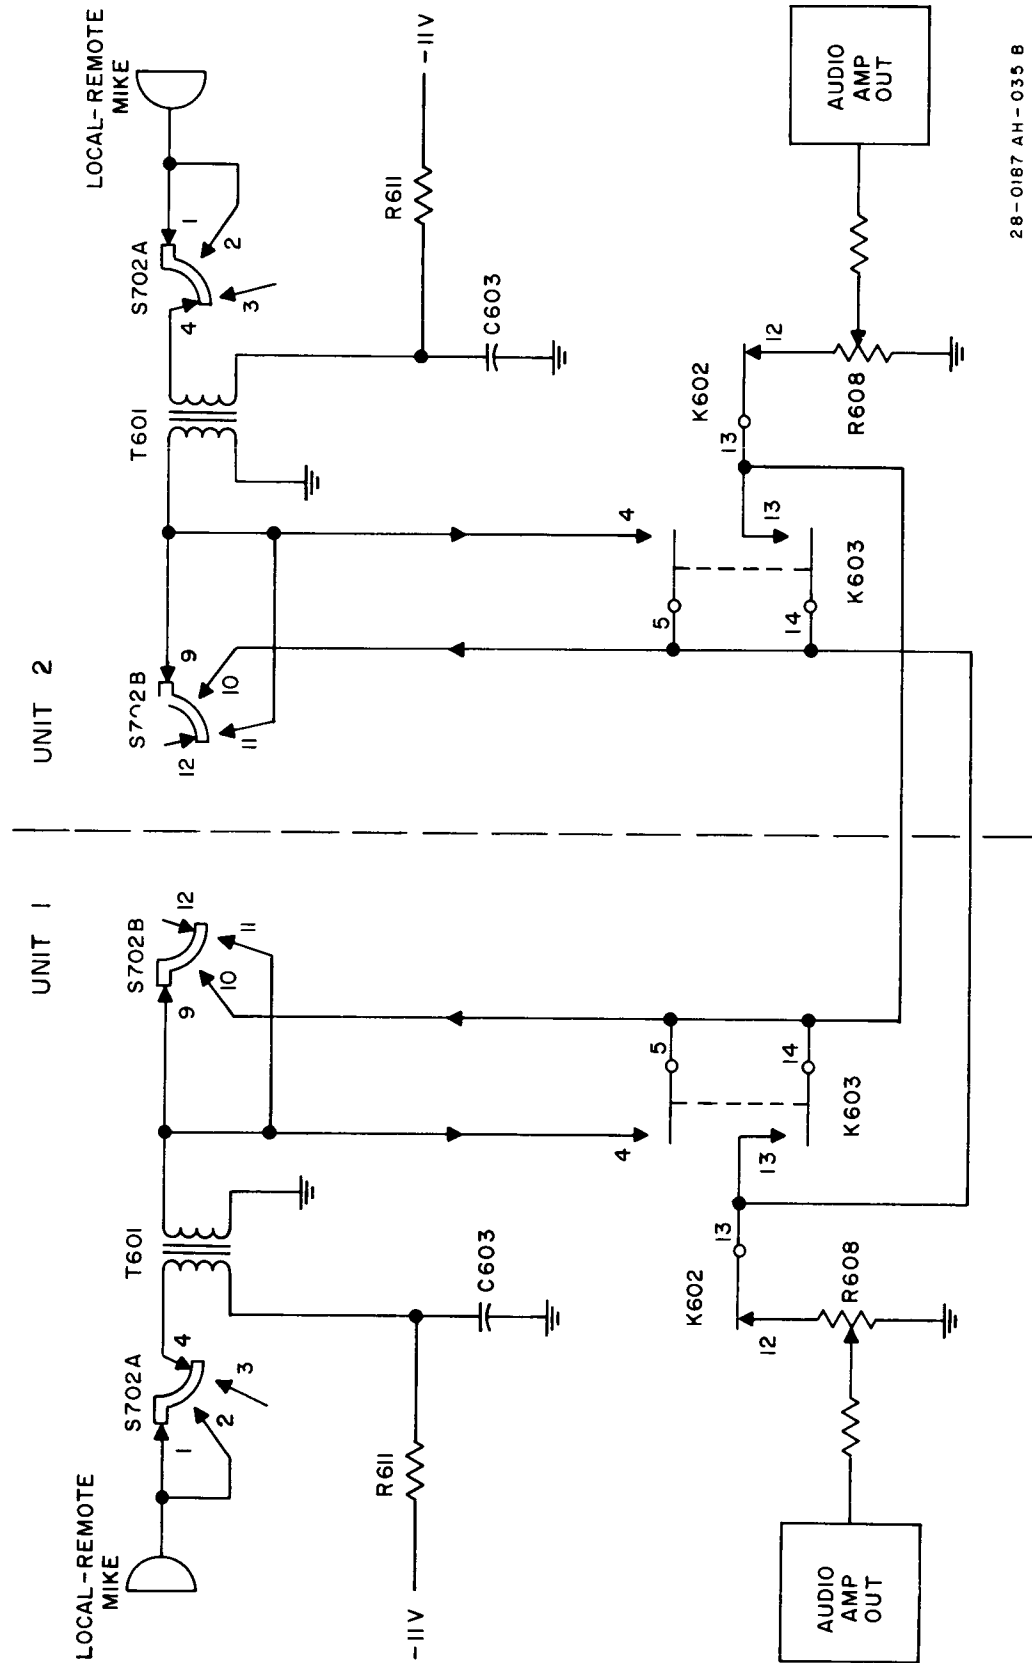 UNIT 1
UNIT 2
LOCAL-REMOTE
MIKE
S702A
1
2
3
4
T601
S702B
9
10
11
12
-11V
R611
C603
4
5
K603
13
14
K602
12
13
R608
AUDIO
AMP
OUT
S702B
9
10
11
12
T601
S702A
1
2
3
4
LOCAL-REMOTE
MIKE
R611
-11V
C603
4
5
K603
13
14
K602
12
13
R608
AUDIO
AMP
OUT
28-0187 AH-035 B